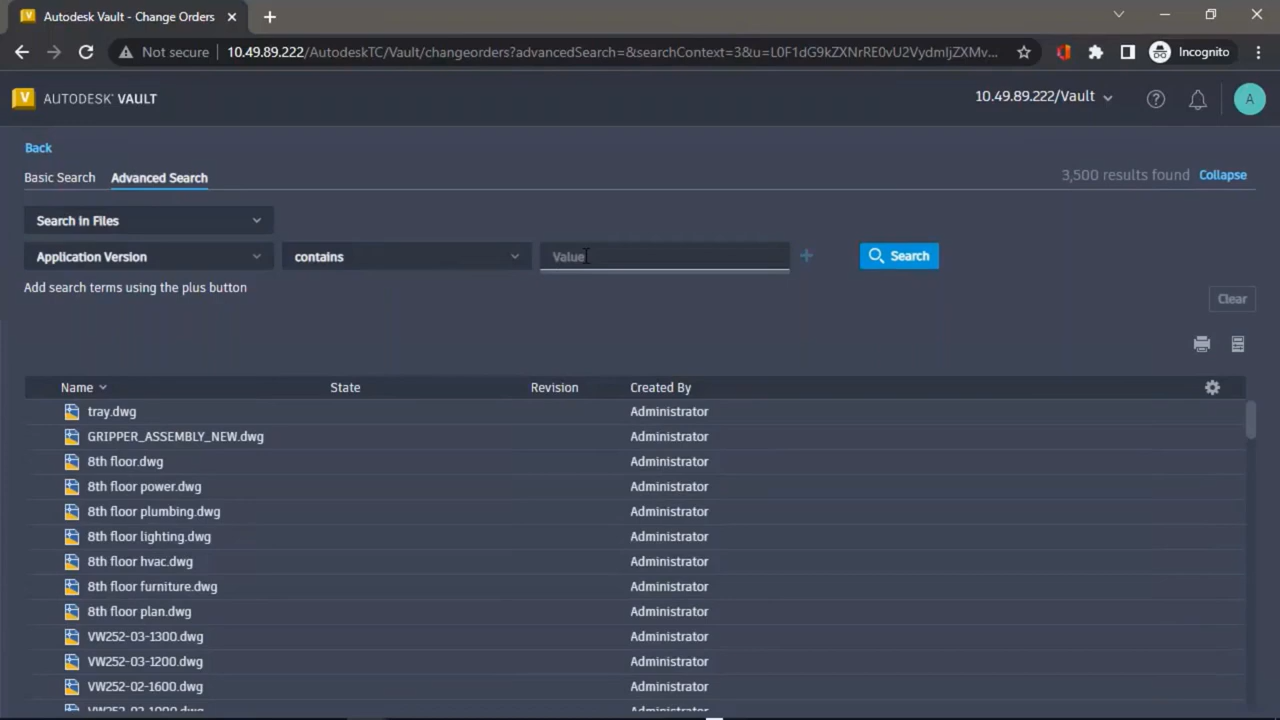 Autodesk Vault - Change Orders
Not secure 10.49.89.222/AutodeskTC/Vault/changeorders?advancedSearch=&searchContext=3&u=L0F1dG9kZXNrRE0vU2VydmljZXMv... Incognito
V AUTODESK VAULT 10.49.89.222/Vault A
Back
Basic Search Advanced Search 3,500 results found Collapse
Search in Files
Application Version contains Value Search
Add search terms using the plus button
Clear
Name State Revision Created By
tray.dwg Administrator
GRIPPER_ASSEMBLY_NEW.dwg Administrator
8th floor.dwg Administrator
8th floor power.dwg Administrator
8th floor plumbing.dwg Administrator
8th floor lighting.dwg Administrator
8th floor hvac.dwg Administrator
8th floor furniture.dwg Administrator
8th floor plan.dwg Administrator
VW252-03-1300.dwg Administrator
VW252-03-1200.dwg Administrator
VW252-02-1600.dwg Administrator